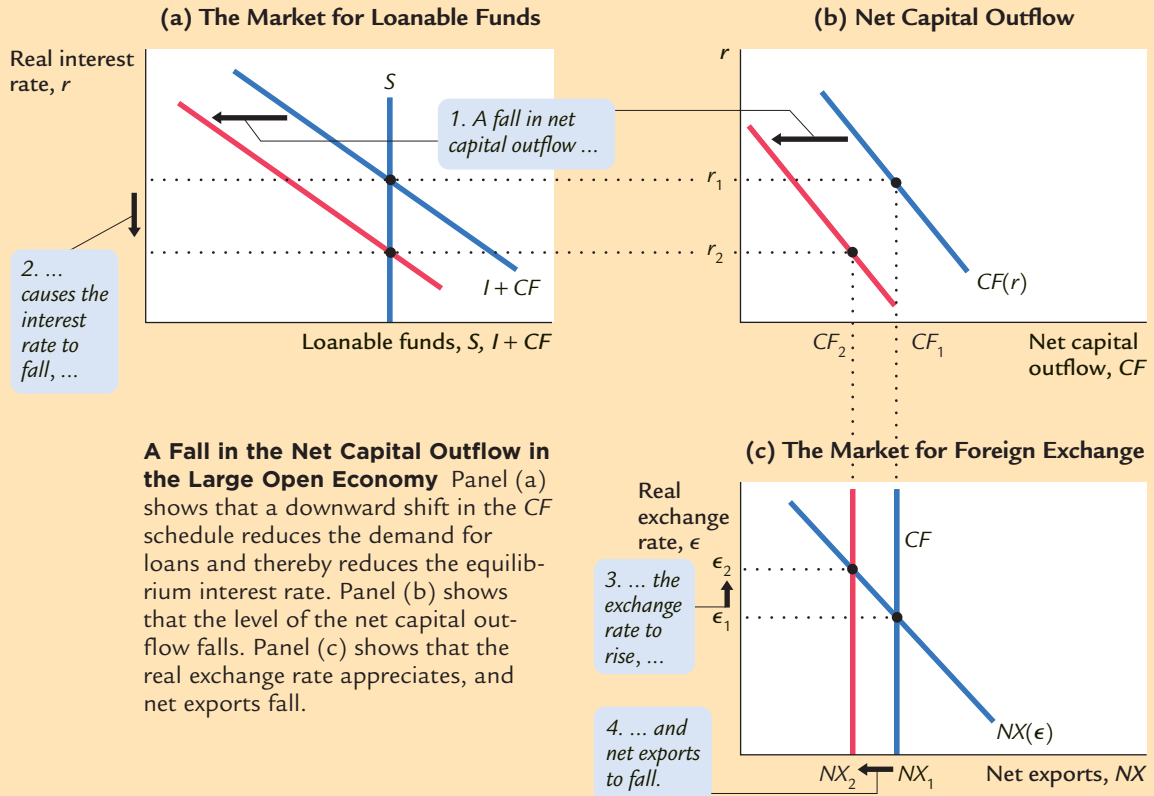 (a) The Market for Loanable Funds
Real interest
rate, r
S
I + CF
Loanable funds, S, I + CF
1. A fall in net
capital outflow ...
2. ...
causes the
interest
rate to
fall, ...
(b) Net Capital Outflow
r
r₁
r₂
CF(r)
CF₂
CF₁
Net capital
outflow, CF
A Fall in the Net Capital Outflow in
the Large Open Economy Panel (a)
shows that a downward shift in the CF
schedule reduces the demand for
loans and thereby reduces the equilib-
rium interest rate. Panel (b) shows
that the level of the net capital out-
flow falls. Panel (c) shows that the
real exchange rate appreciates, and
net exports fall.
(c) The Market for Foreign Exchange
Real
exchange
rate, ϵ
CF
ϵ₂
ϵ₁
3. ... the
exchange
rate to
rise, ...
NX(ϵ)
4. ... and
net exports
to fall.
NX₂
NX₁
Net exports, NX